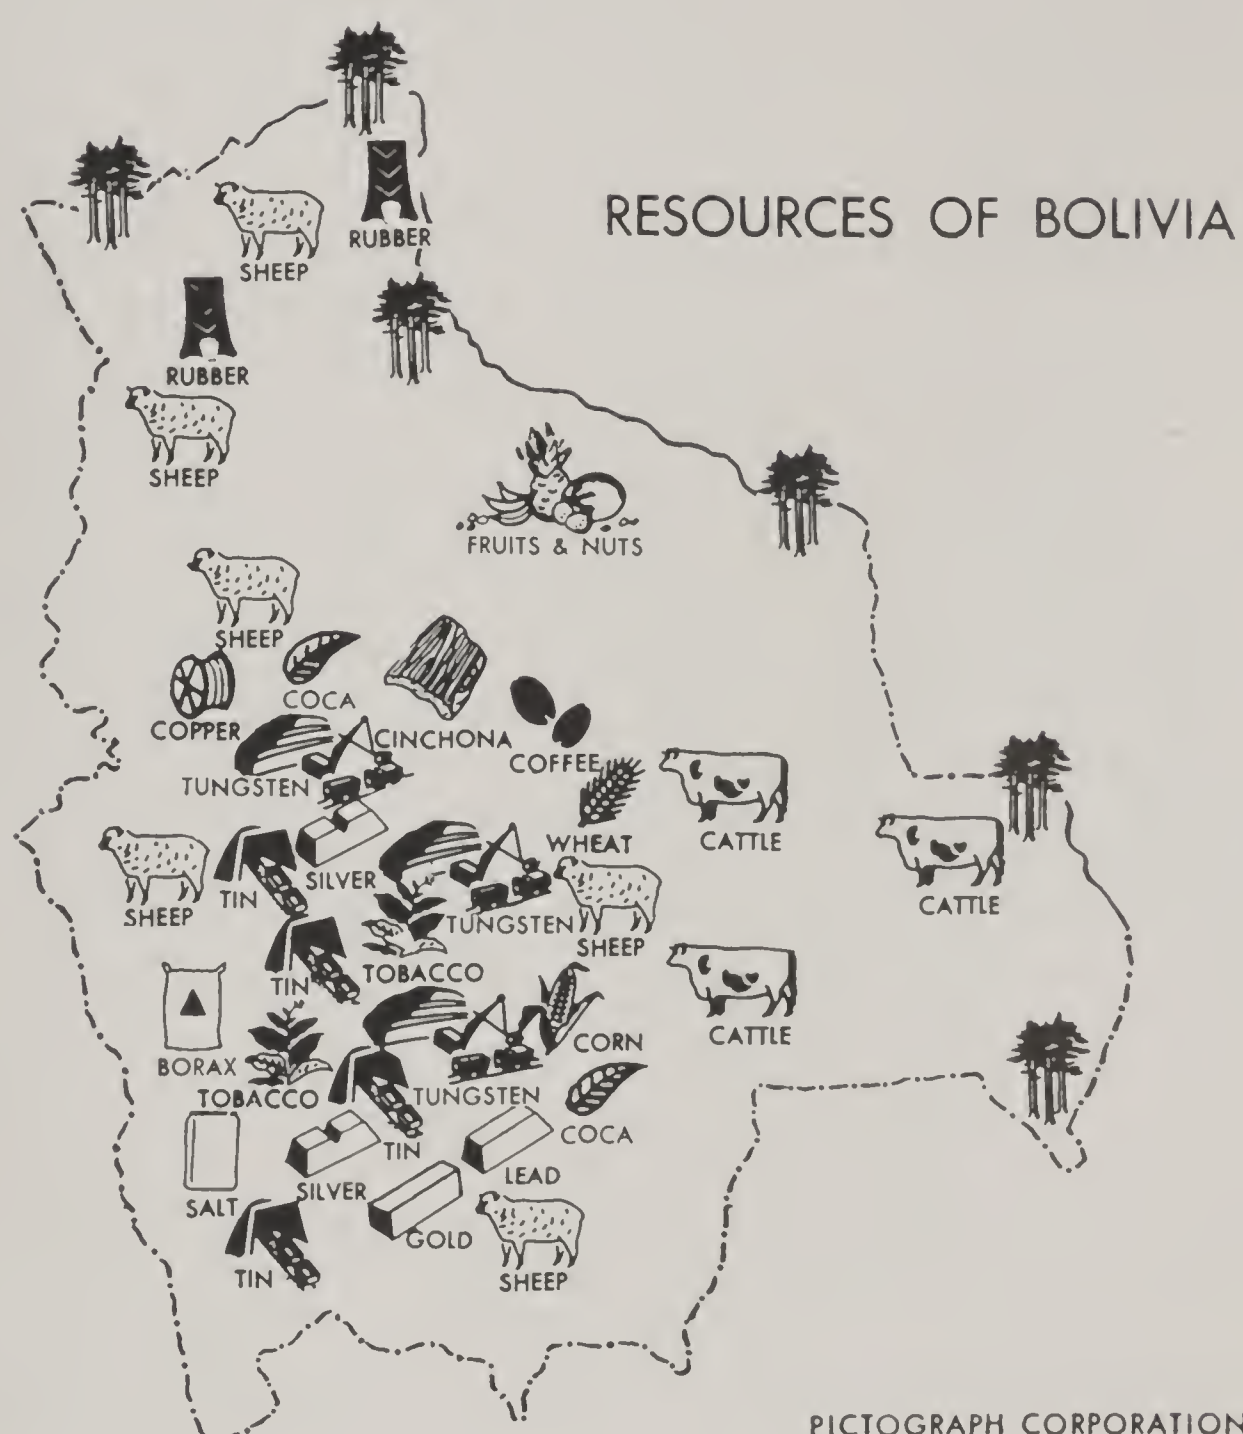 RESOURCES OF BOLIVIA
RUBBER
SHEEP
RUBBER
SHEEP
FRUITS & NUTS
SHEEP
COCA
COPPER
CINCHONA
COFFEE
TUNGSTEN
WHEAT
CATTLE
CATTLE
SILVER
TIN
SHEEP
TUNGSTEN
SHEEP
TOBACCO
TIN
CATTLE
CORN
BORAX
TOBACCO
TUNGSTEN
COCA
TIN
LEAD
SILVER
SALT
GOLD
TIN
SHEEP
PICTOGRAPH CORPORATION